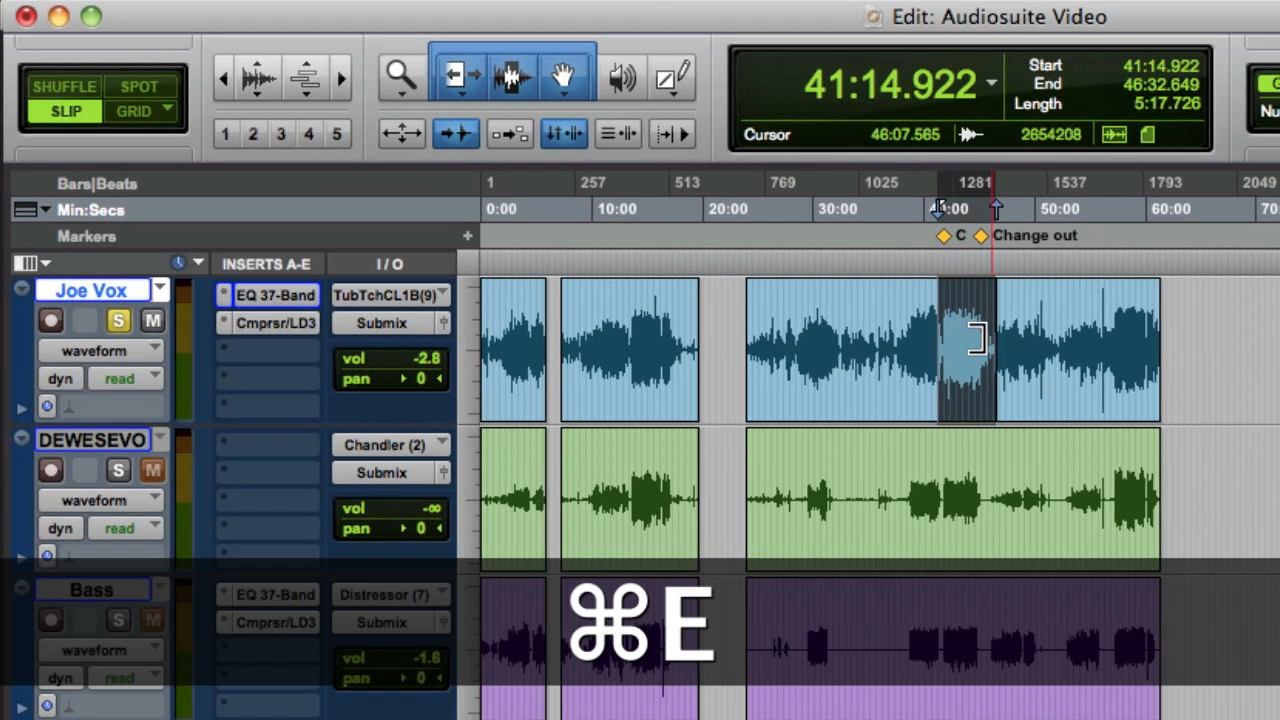 Edit: Audiosuite Video
SHUFFLE SPOT
SLIP GRID
1 2 3 4 5
41:14.922
Start 41:14.922
End 46:32.649
Length 5:17.726
Cursor 46:07.565 2654208
Nu
Bars|Beats 1 257 513 769 1025 1281 1537 1793 2049
Min:Secs 0:00 10:00 20:00 30:00 50:00 60:00 70
Markers + C Change out
INSERTS A-E I / O
Joe Vox
EQ 37-Band TubTchCL1B(9)
S M
Cmprsr/LD3 Submix
waveform
vol -2.8
dyn read
pan 0
DEWESEVO
Chandler (2)
S M
Submix
waveform
vol -∞
dyn read
pan 0
Bass
EQ 37-Band Distressor (7)
S M
Cmprsr/LD3 Submix
waveform
vol -1.6
dyn read
pan 0
⌘E